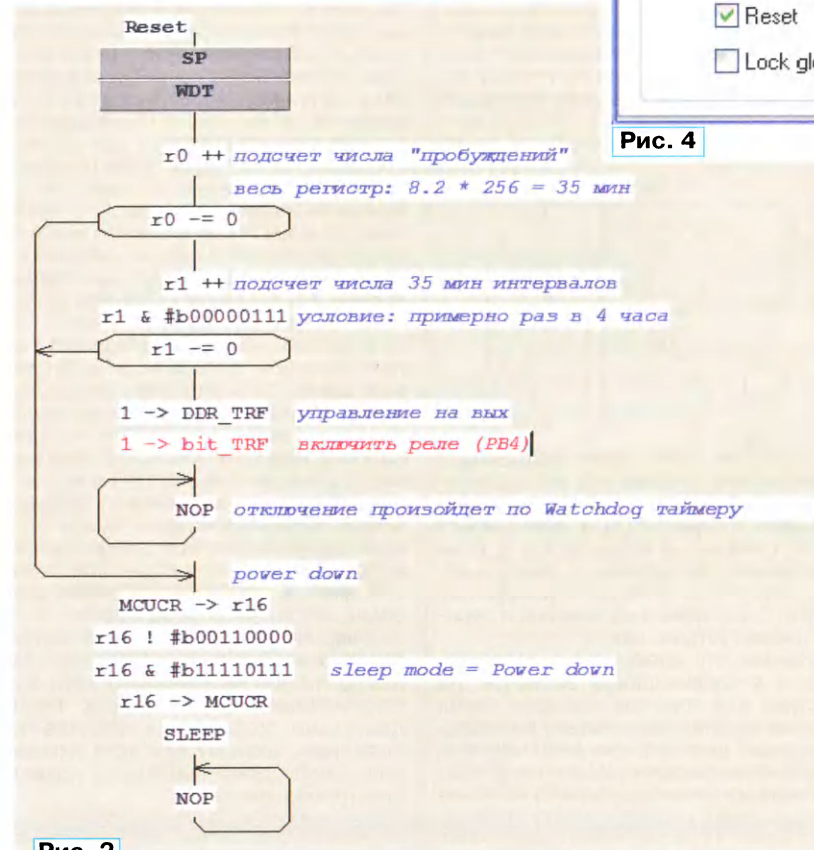 Reset
SP
WDT
r0 ++ подсчет числа "пробуждений"
весь регистр: 8.2 * 256 = 35 мин
r0 -= 0
r1 ++ подсчет числа 35 мин интервалов
r1 & #b00000111 условие: примерно раз в 4 часа
r1 -= 0
1 -> DDR_TRF управление на вых
1 -> bit_TRF включить реле (PB4)
NOP отключение произойдет по Watchdog таймеру
power down
MCUCR -> r16
r16 ! #b00110000
r16 & #b11110111 sleep mode = Power down
r16 -> MCUCR
SLEEP
NOP
Reset
Lock
Рис. 4
Рис.